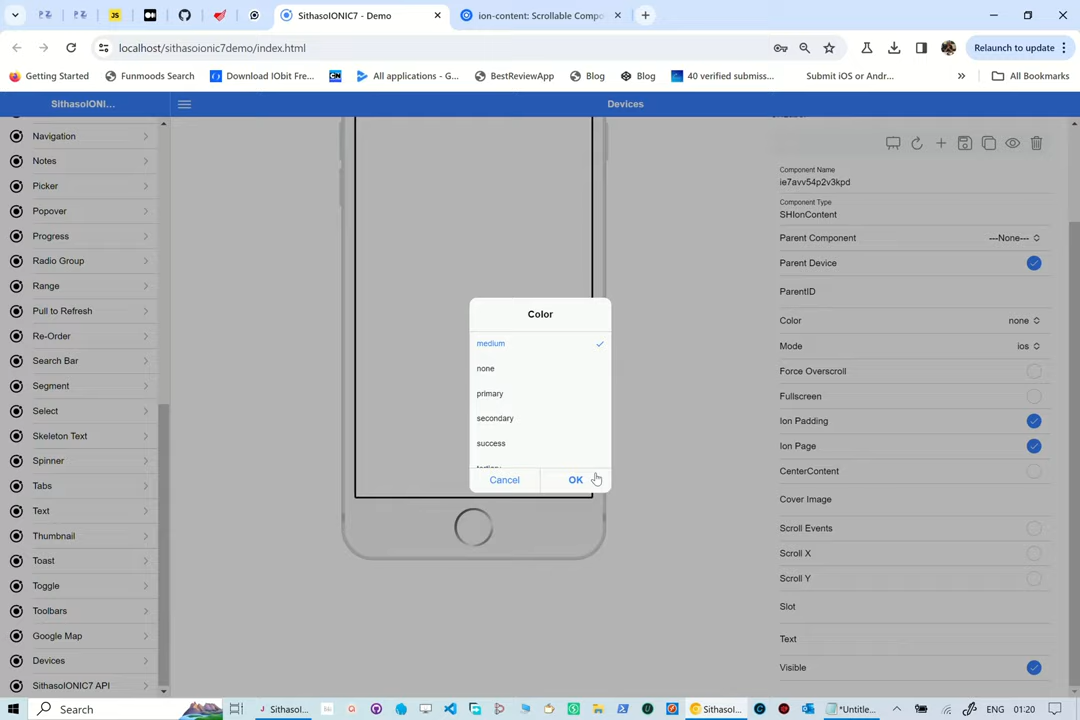 SithasoIONIC7 - Demo
ion-content: Scrollable Compo
localhost/sithasoionic7demo/index.html
Relaunch to update
Getting Started
Funmoods Search
Download IObit Fre...
All applications - G...
BestReviewApp
Blog
Blog
40 verified submiss...
Submit iOS or Andr...
All Bookmarks
SithasoIONI...
Devices
Navigation
Notes
Picker
Popover
Progress
Radio Group
Range
Pull to Refresh
Re-Order
Search Bar
Segment
Select
Skeleton Text
Spinner
Tabs
Text
Thumbnail
Toast
Toggle
Toolbars
Google Map
Devices
SithasoIONIC7 API
Color
medium
none
primary
secondary
success
tertiary
Cancel
OK
Component Name
ie7avv54p2v3kpd
Component Type
SHIonContent
Parent Component
---None---
Parent Device
ParentID
Color
none
Mode
ios
Force Overscroll
Fullscreen
Ion Padding
Ion Page
CenterContent
Cover Image
Scroll Events
Scroll X
Scroll Y
Slot
Text
Visible
Search
Sithasol...
Sithasol...
*Untitle...
ENG
01:20